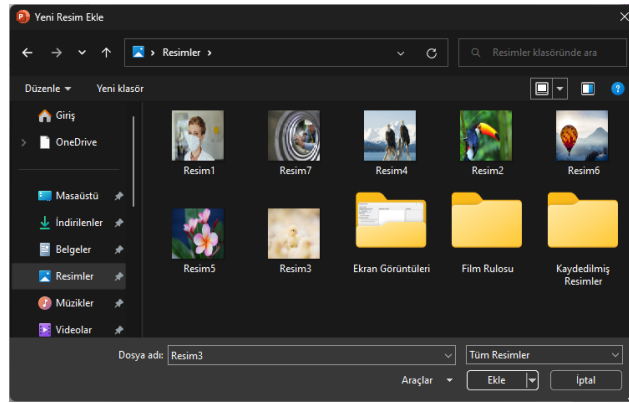 Yeni Resim Ekle
Resimler
Resimler klasöründe ara
Düzenle
Yeni klasör
Giriş
OneDrive
Masaüstü
İndirilenler
Belgeler
Resimler
Müzikler
Videolar
Resim1
Resim7
Resim4
Resim2
Resim6
Resim5
Resim3
Ekran Görüntüleri
Film Rulosu
Kaydedilmiş
Resimler
Dosya adı:
Resim3
Tüm Resimler
Araçlar
Ekle
İptal